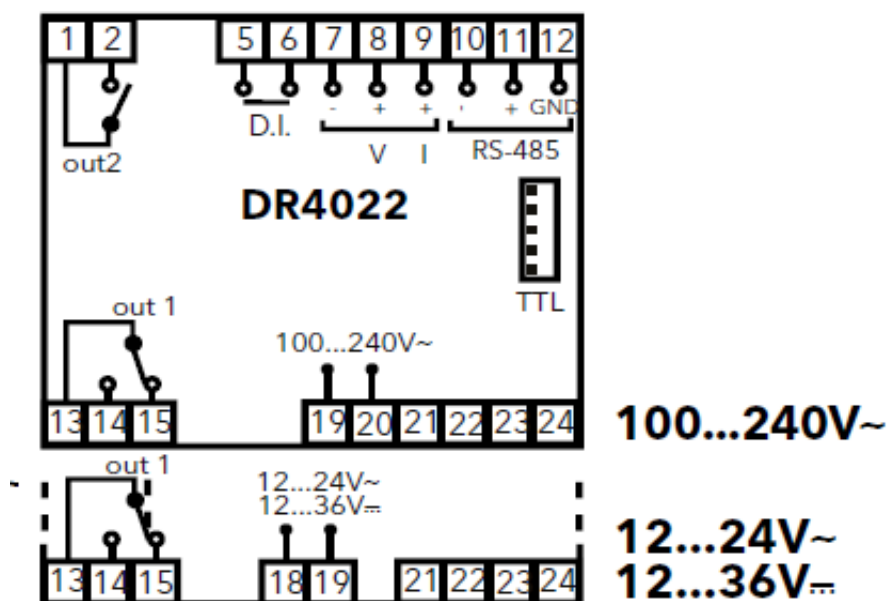 1 2 5 6 7 8 9 10 11 12
- + + - + GND
D.I.
V I RS-485
out2
DR4022
TTL
out 1
100...240V~
13 14 15 19 20 21 22 23 24
100...240V~
out 1
12...24V~
12...36V⎓
12...24V~
13 14 15 18 19 21 22 23 24
12...36V⎓